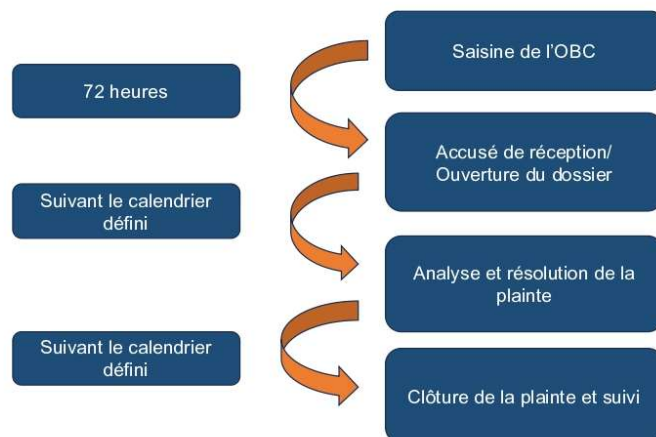 Saisine de l'OBC
72 heures
Accusé de réception/
Ouverture du dossier
Suivant le calendrier
défini
Analyse et résolution de la
plainte
Suivant le calendrier
défini
Clôture de la plainte et suivi